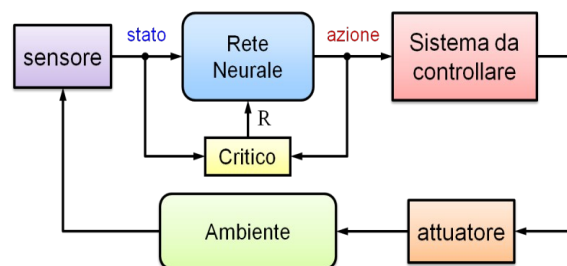 stato
azione
sensore
Rete
Neurale
Sistema da
controllare
R
Critico
Ambiente
attuatore